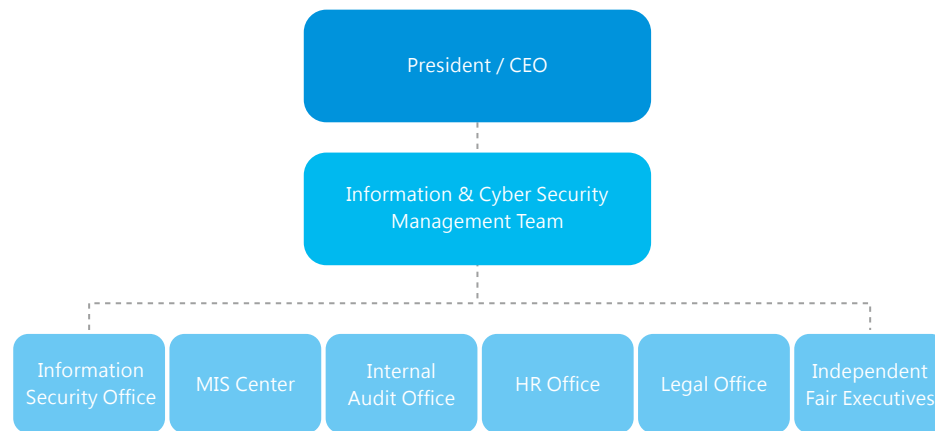 President / CEO
Information & Cyber Security
Management Team
Information
Security Office
MIS Center
Internal
Audit Office
HR Office
Legal Office
Independent
Fair Executives